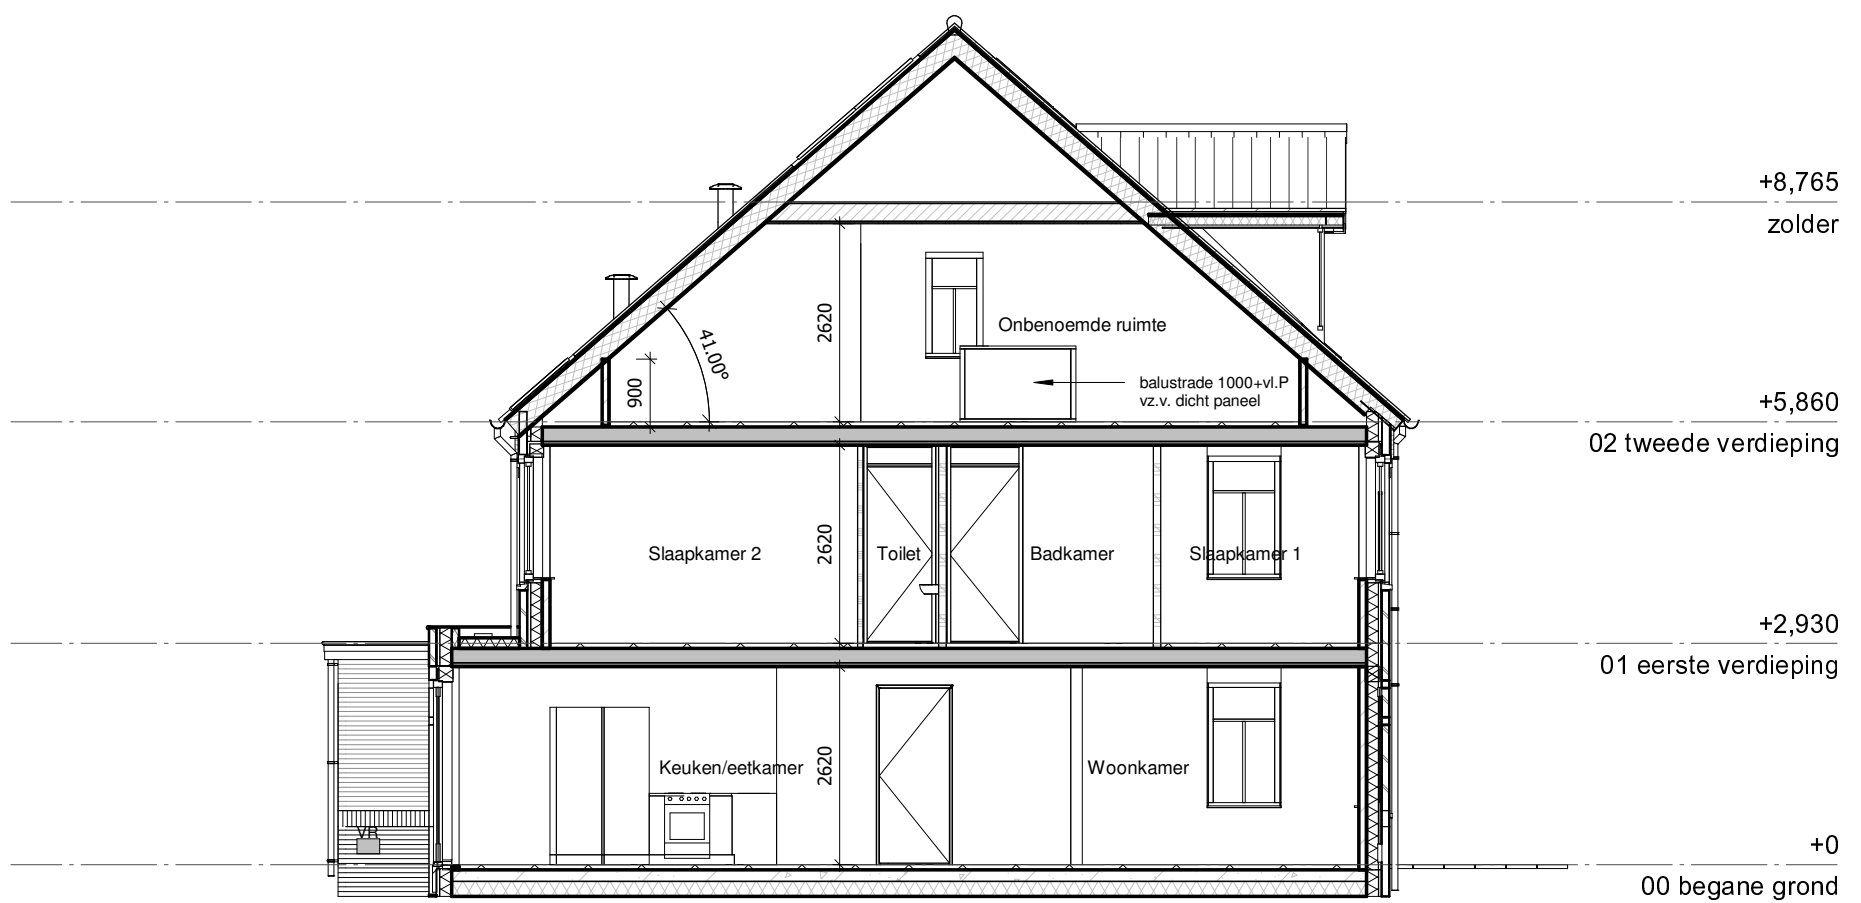 +8,765
zolder
2620
Onbenoemde ruimte
41.00°
900
balustrade 1000+vl.P
vz.v. dicht paneel
+5,860
02 tweede verdieping
Slaapkamer 2
2620
Toilet
Badkamer
Slaapkamer 1
+2,930
01 eerste verdieping
Keuken/eetkamer
2620
Woonkamer
VR
+0
00 begane grond